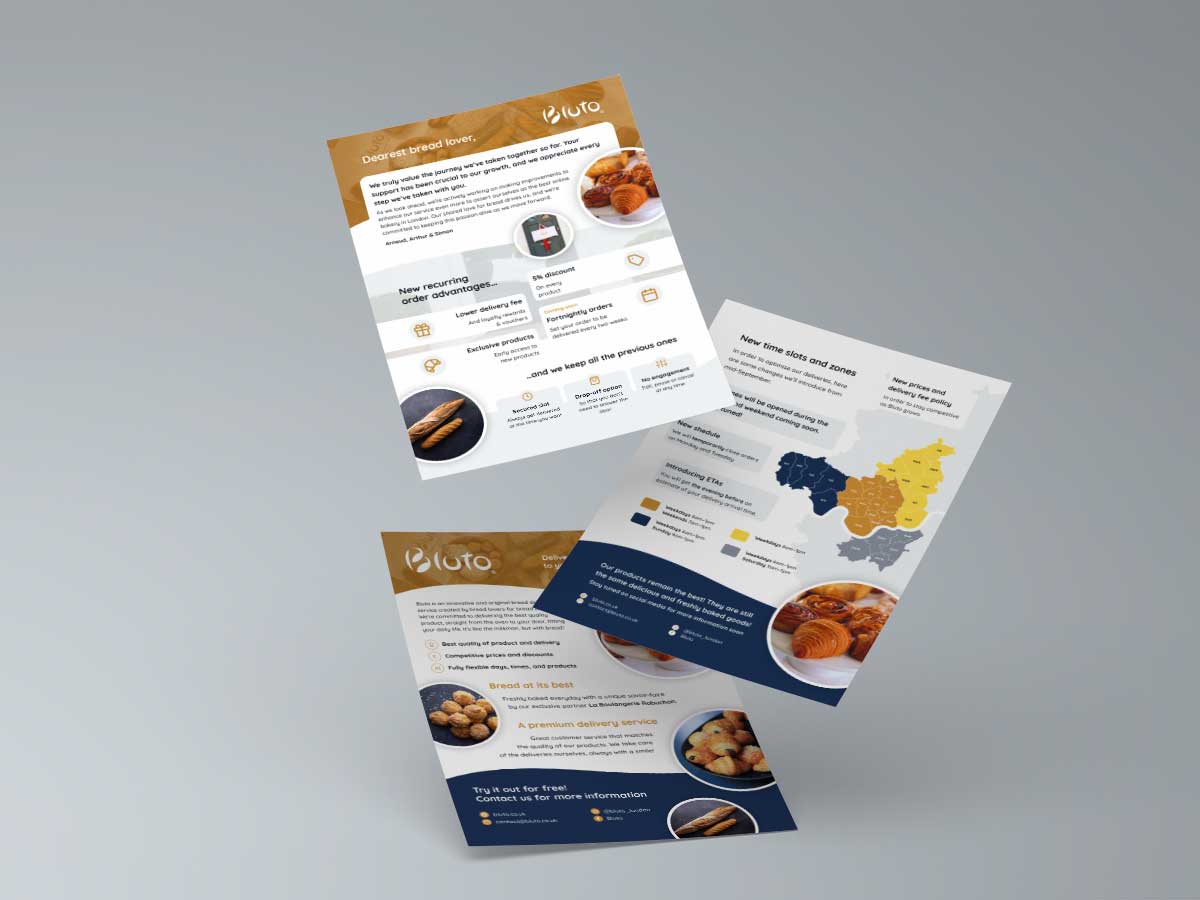 Bluto
Dearest bread lover,
We truly value the journey we've taken together so far. Your
support has been crucial to our growth, and we appreciate every
step we've taken with you.
As we look ahead, we're actively working on making improvements to
enhance our service even more to assert ourselves as the best online
bakery in London. Our shared love for bread drives us, and we're
committed to keeping this passion alive as we move forward.
Arnaud, Arthur & Simon
New recurring
order advantages...
5% discount
On every
product
Lower delivery fee
And loyalty rewards
& vouchers
Coming soon
Fortnightly orders
Set your order to be
delivered every two weeks
Exclusive products
Early access to
new products
...and we keep all the previous ones
Secured slot
Always get delivered
at the time you want
Drop-off option
So that you don't
need to answer the
door
No engagement
Edit, pause or cancel
at any time
New time slots and zones
In order to optimise our deliveries, here
are some changes we'll introduce from
mid-September.
New prices and
delivery fee policy
In order to stay competitive
as Bluto grows
will be opened during the
weekend coming soon.
tuned!
New shedule
We will temporarily close orders
on Monday and Tuesday
Introducing ETAs
You will get the evening before an
estimate of your delivery arrival time
Weekdays
Weekends
Weekdays
Sunday
Weekdays
Weekdays
Saturday
Our products remain the best! They are still
the same delicious and freshly baked goods!
Stay tuned on social media for more information soon
bluto.co.uk
contact@bluto.co.uk
@bluto_london
Bluto
Bluto
Bluto is an innovative and original bread
service created by bread lovers for bread
We're committed to delivering the best quality
product, straight from the oven to your door, fitting
your daily life. It's like the milkman, but with bread!
Best quality of product and delivery
Competitive prices and discounts
Fully flexible days, times, and products
Bread at its best
Freshly baked everyday with a unique savoir-faire
by our exclusive partner La Boulangerie Robuchon.
A premium delivery service
Great customer service that matches
the quality of our products. We take care
of the deliveries ourselves, always with a smile!
Try it out for free!
Contact us for more information
bluto.co.uk
contact@bluto.co.uk
@bluto_london
Bluto